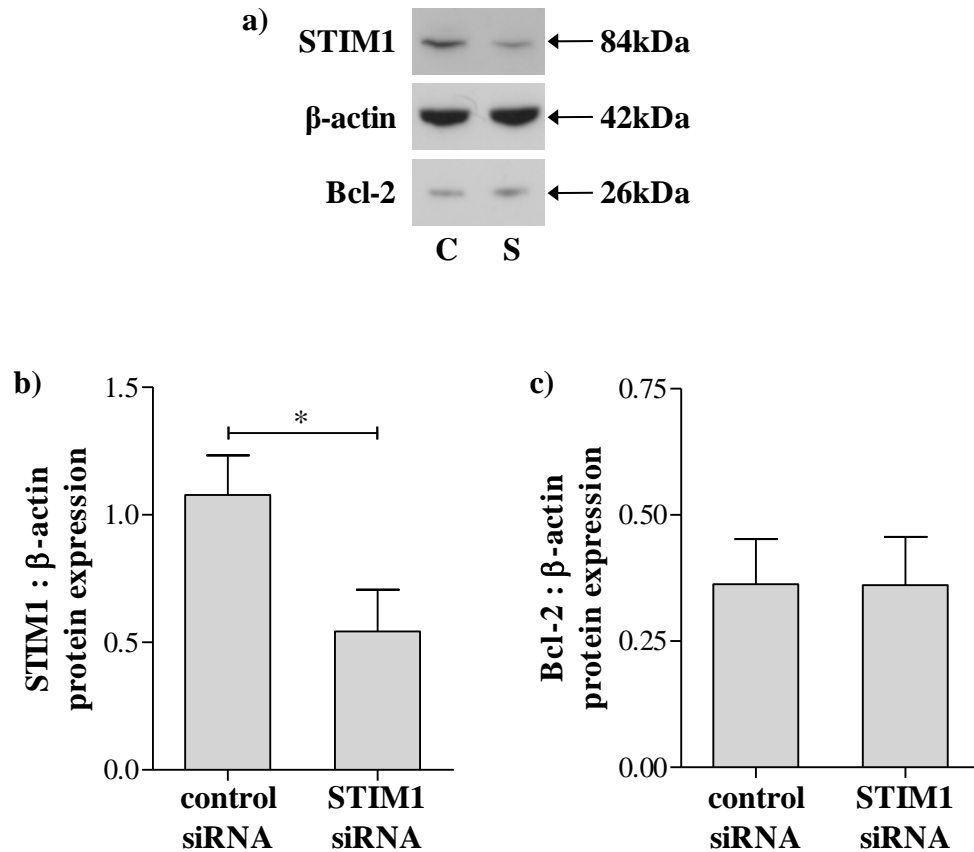 a)
STIM1
84kDa
β-actin
42kDa
Bcl-2
26kDa
C S
b)
STIM1 : β-actin
protein expression
1.5
1.0
0.5
0.0
*
control
siRNA
STIM1
siRNA
c)
Bcl-2 : β-actin
protein expression
0.75
0.50
0.25
0.00
control
siRNA
STIM1
siRNA